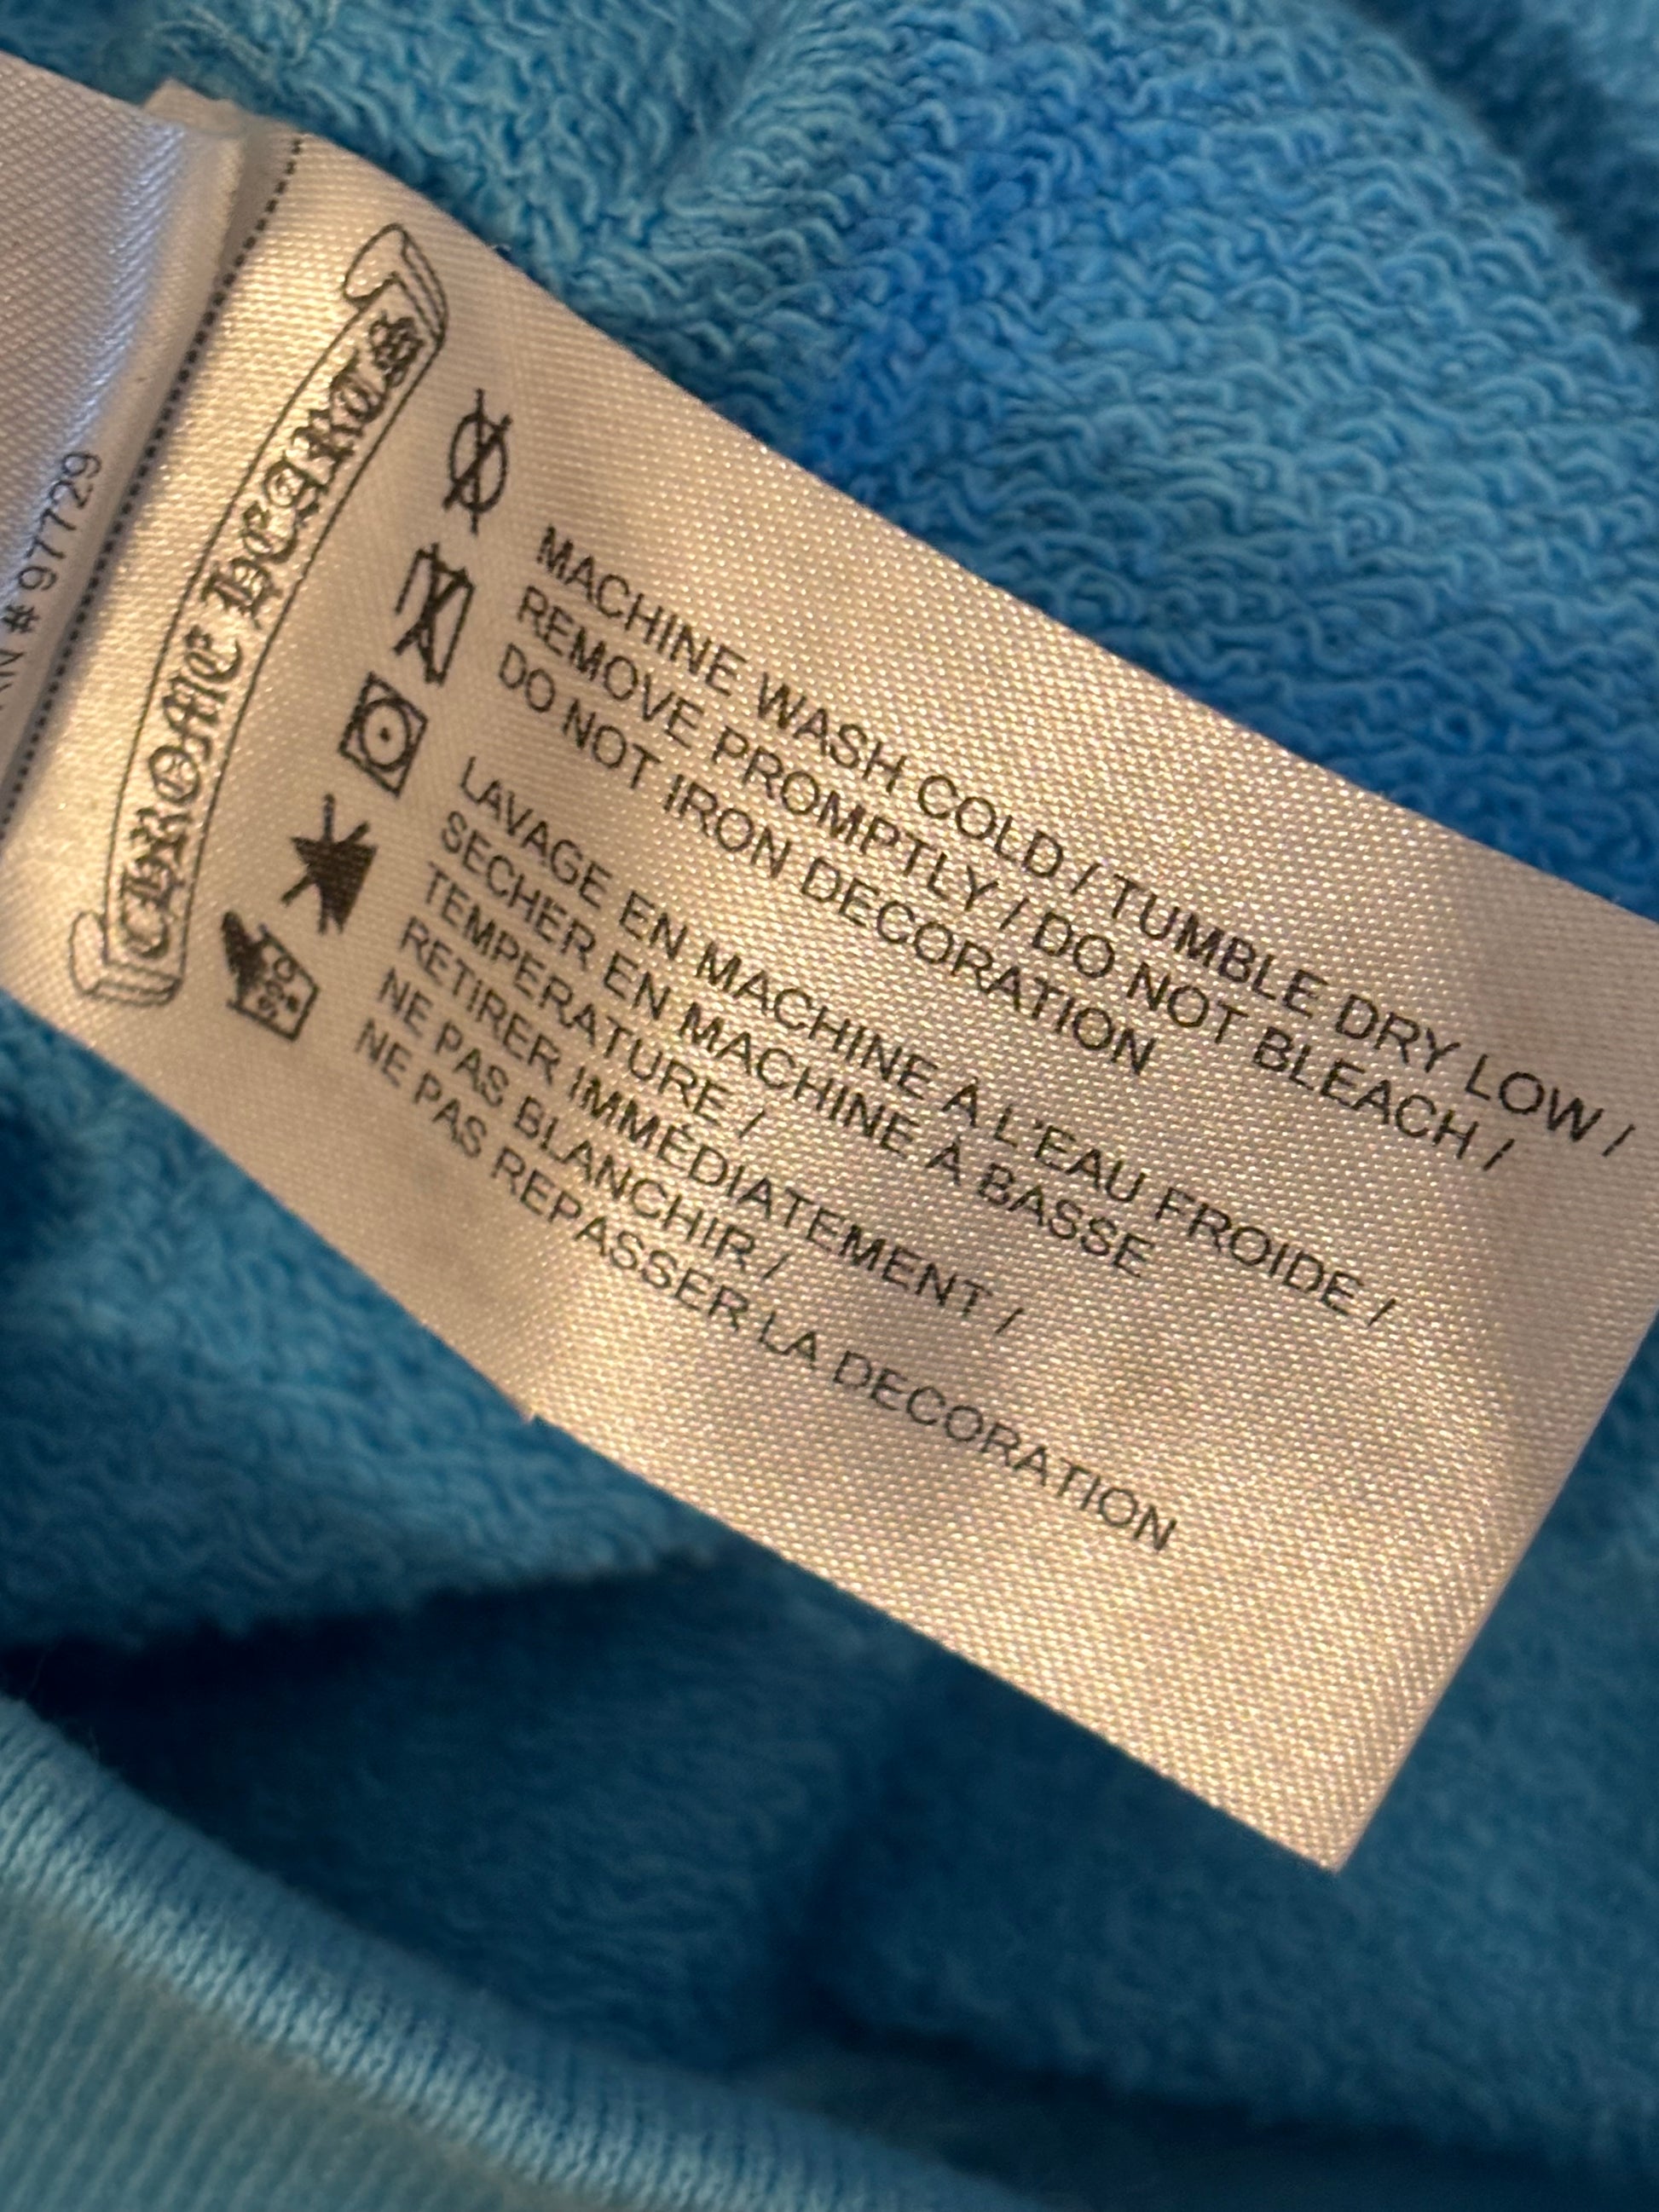 # 97729
CHROME HEARTS
MACHINE WASH COLD / TUMBLE DRY LOW /
REMOVE PROMPTLY / DO NOT BLEACH /
DO NOT IRON DECORATION
LAVAGE EN MACHINE À L'EAU FROIDE /
SECHER EN MACHINE À BASSE
TEMPERATURE /
RETIRER IMMÉDIATEMENT /
NE PAS BLANCHIR /
NE PAS REPASSER LA DECORATION